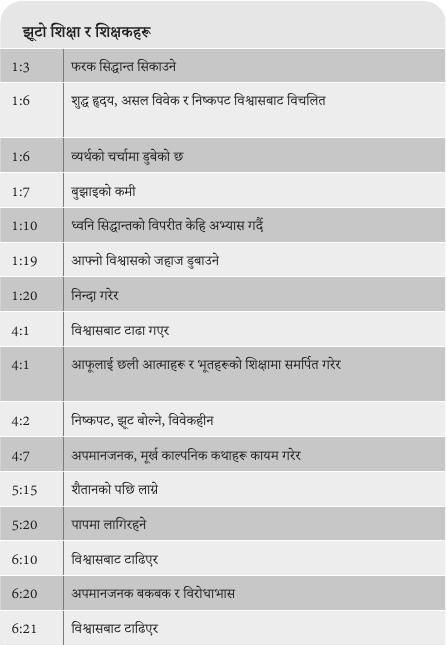 झूटो शिक्षा र शिक्षकहरू
1:3 फरक सिद्धान्त सिकाउने
1:6 शुद्ध हृदय, असल विवेक र निष्कपट विश्वासबाट विचलित
1:6 व्यर्थको चर्चामा डुबेको छ
1:7 बुझाइको कमी
1:10 ध्वनि सिद्धान्तको विपरीत केहि अभ्यास गर्दै
1:19 आफ्नो विश्वासको जहाज डुबाउने
1:20 निन्दा गरेर
4:1 विश्वासबाट टाढा गएर
4:1 आफूलाई छली आत्माहरू र भूतहरूको शिक्षामा समर्पित गरेर
4:2 निष्कपट, झूट बोल्ने, विवेकहीन
4:7 अपमानजनक, मूर्ख काल्पनिक कथाहरू कायम गरेर
5:15 शैतानको पछि लाग्ने
5:20 पापमा लागिरहने
6:10 विश्वासबाट टाढिएर
6:20 अपमानजनक बकबक र विरोधाभास
6:21 विश्वासबाट टाढिएर